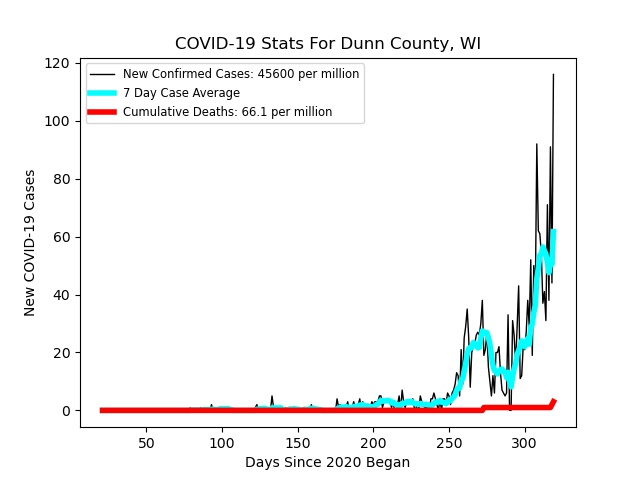 COVID-19 Stats For Dunn County, WI
New Confirmed Cases: 45600 per million
7 Day Case Average
Cumulative Deaths: 66.1 per million
New COVID-19 Cases
120
100
80
60
40
20
0
50 100 150 200 250 300
Days Since 2020 Began